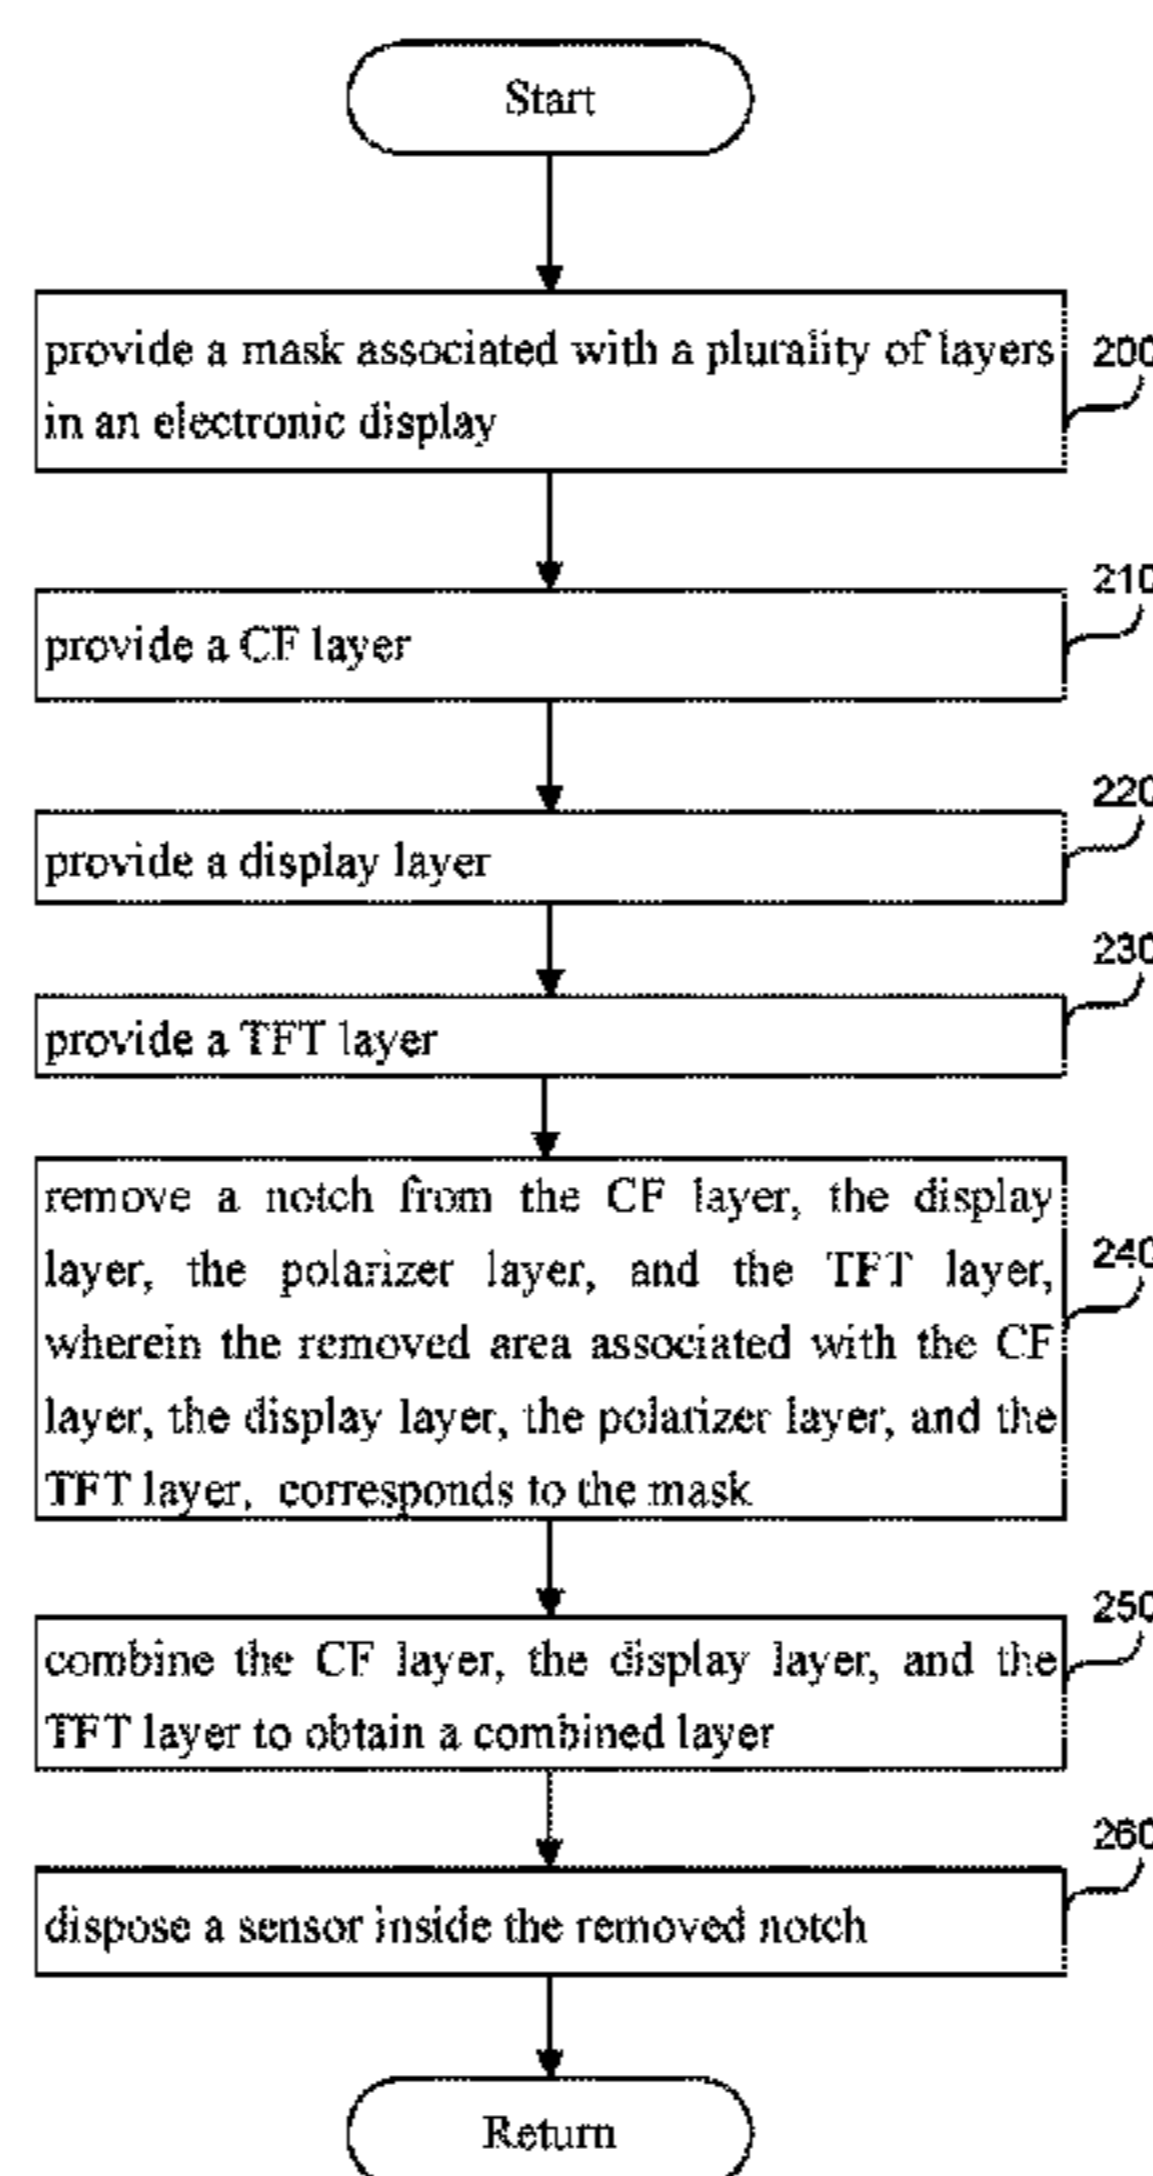 Start
provide a mask associated with a plurality of layers
in an electronic display
200
210
provide a CF layer
220
provide a display layer
230
provide a TFT layer
remove a notch from the CF layer, the display
layer, the polarizer layer, and the TFT layer,
240
wherein the removed area associated with the CF
layer, the display layer, the polarizer layer, and the
TFT layer, corresponds to the mask
250
combine the CF layer, the display layer, and the
TFT layer to obtain a combined layer
260
dispose a sensor inside the removed notch
Return